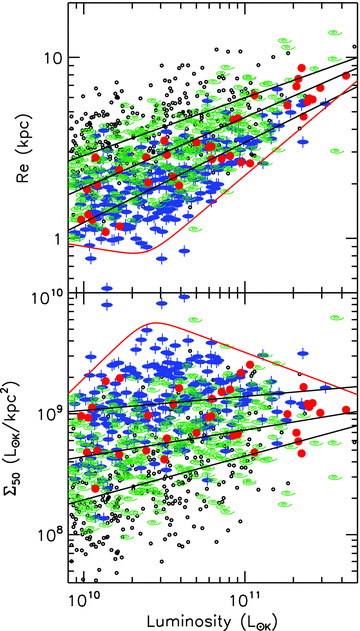 10
Re (kpc)
1
10¹⁰
10⁹
Σ₅₀ (L⊙K/kpc²)
10⁸
10¹⁰ 10¹¹
Luminosity (L⊙K)